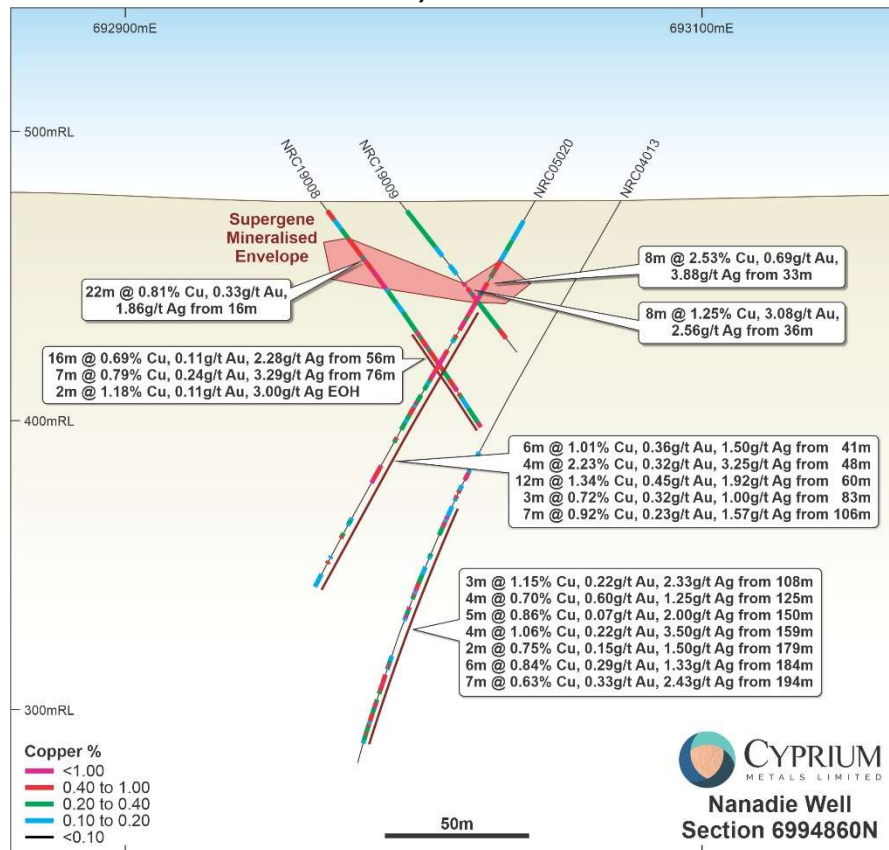 692900mE
693100mE
500mRL
NRC19008
NRC19009
NRC05020
NRC04013
Supergene
Mineralised
Envelope
8m @ 2.53% Cu, 0.69g/t Au,
3.88g/t Ag from 33m
22m @ 0.81% Cu, 0.33g/t Au,
1.86g/t Ag from 16m
8m @ 1.25% Cu, 3.08g/t Au,
2.56g/t Ag from 36m
16m @ 0.69% Cu, 0.11g/t Au, 2.28g/t Ag from 56m
7m @ 0.79% Cu, 0.24g/t Au, 3.29g/t Ag from 76m
2m @ 1.18% Cu, 0.11g/t Au, 3.00g/t Ag EOH
400mRL
6m @ 1.01% Cu, 0.36g/t Au, 1.50g/t Ag from 41m
4m @ 2.23% Cu, 0.32g/t Au, 3.25g/t Ag from 48m
12m @ 1.34% Cu, 0.45g/t Au, 1.92g/t Ag from 60m
3m @ 0.72% Cu, 0.32g/t Au, 1.00g/t Ag from 83m
7m @ 0.92% Cu, 0.23g/t Au, 1.57g/t Ag from 106m
3m @ 1.15% Cu, 0.22g/t Au, 2.33g/t Ag from 108m
4m @ 0.70% Cu, 0.60g/t Au, 1.25g/t Ag from 125m
5m @ 0.86% Cu, 0.07g/t Au, 2.00g/t Ag from 150m
4m @ 1.06% Cu, 0.22g/t Au, 3.50g/t Ag from 159m
2m @ 0.75% Cu, 0.15g/t Au, 1.50g/t Ag from 179m
6m @ 0.84% Cu, 0.29g/t Au, 1.33g/t Ag from 184m
7m @ 0.63% Cu, 0.33g/t Au, 2.43g/t Ag from 194m
300mRL
Copper %
<1.00
0.40 to 1.00
0.20 to 0.40
0.10 to 0.20
<0.10
50m
CYPRIUM
METALS LIMITED
Nanadie Well
Section 6994860N